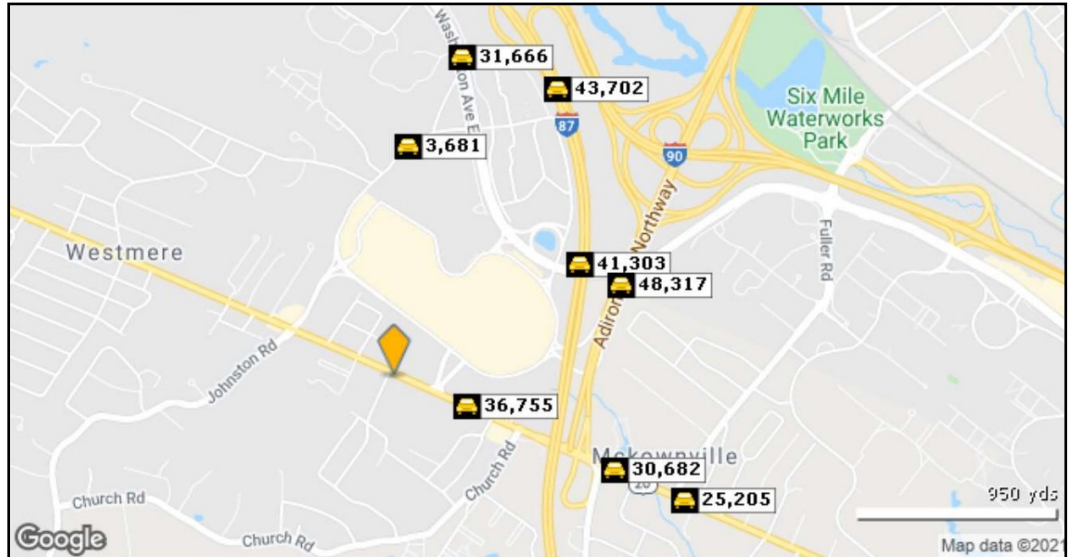 Washington Ave E
31,666
43,702
87
Six Mile
Waterworks
Park
3,681
90
Adirondack Northway
Fuller Rd
Westmere
41,303
48,317
Johnston Rd
36,755
Church Rd
Mckownville
30,682
20
25,205
Church Rd
Church Rd
950 yds
Google
Map data ©2021